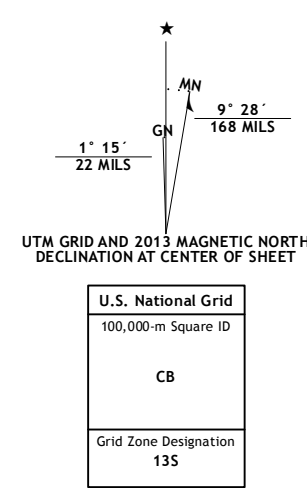 ★
MN
GN
9° 28´
168 MILS
1° 15´
22 MILS
UTM GRID AND 2013 MAGNETIC NORTH
DECLINATION AT CENTER OF SHEET
U.S. National Grid
100,000-m Square ID
CB
Grid Zone Designation
13S